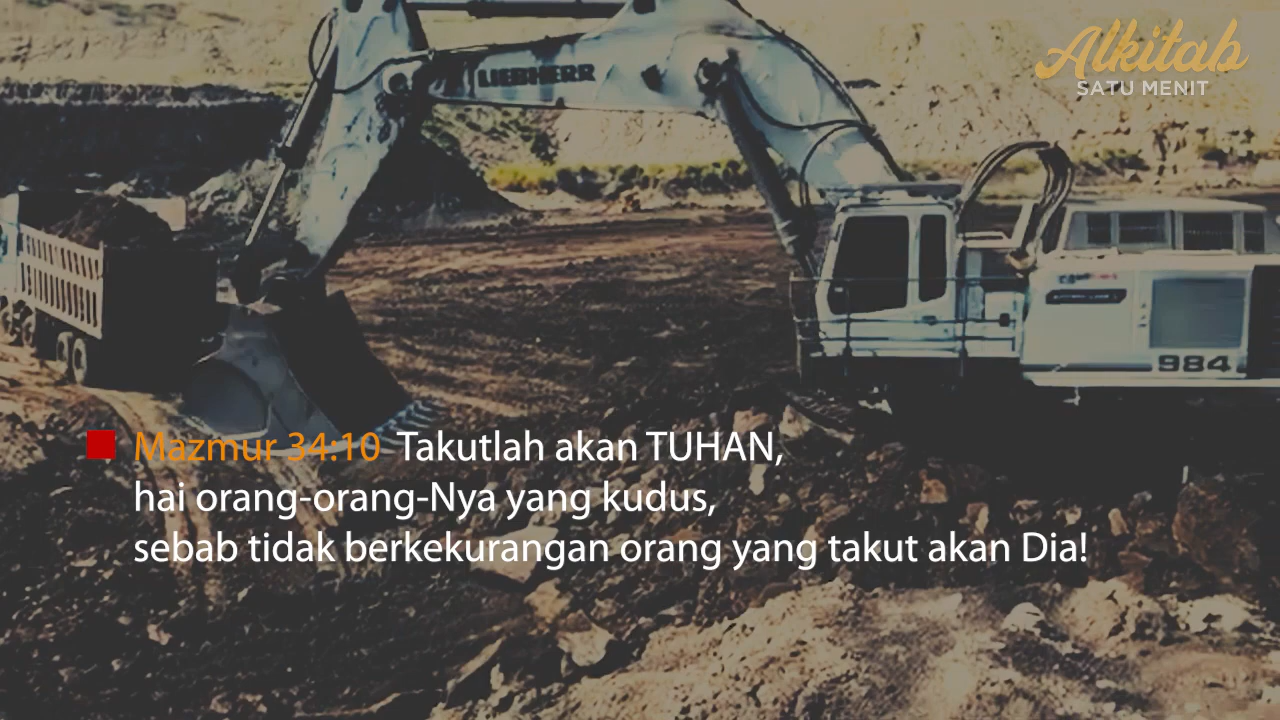 Alkitab
SATU MENIT
LIEBHERR
984
Mazmur 34:10 Takutlah akan TUHAN,
hai orang-orang-Nya yang kudus,
sebab tidak berkekurangan orang yang takut akan Dia!